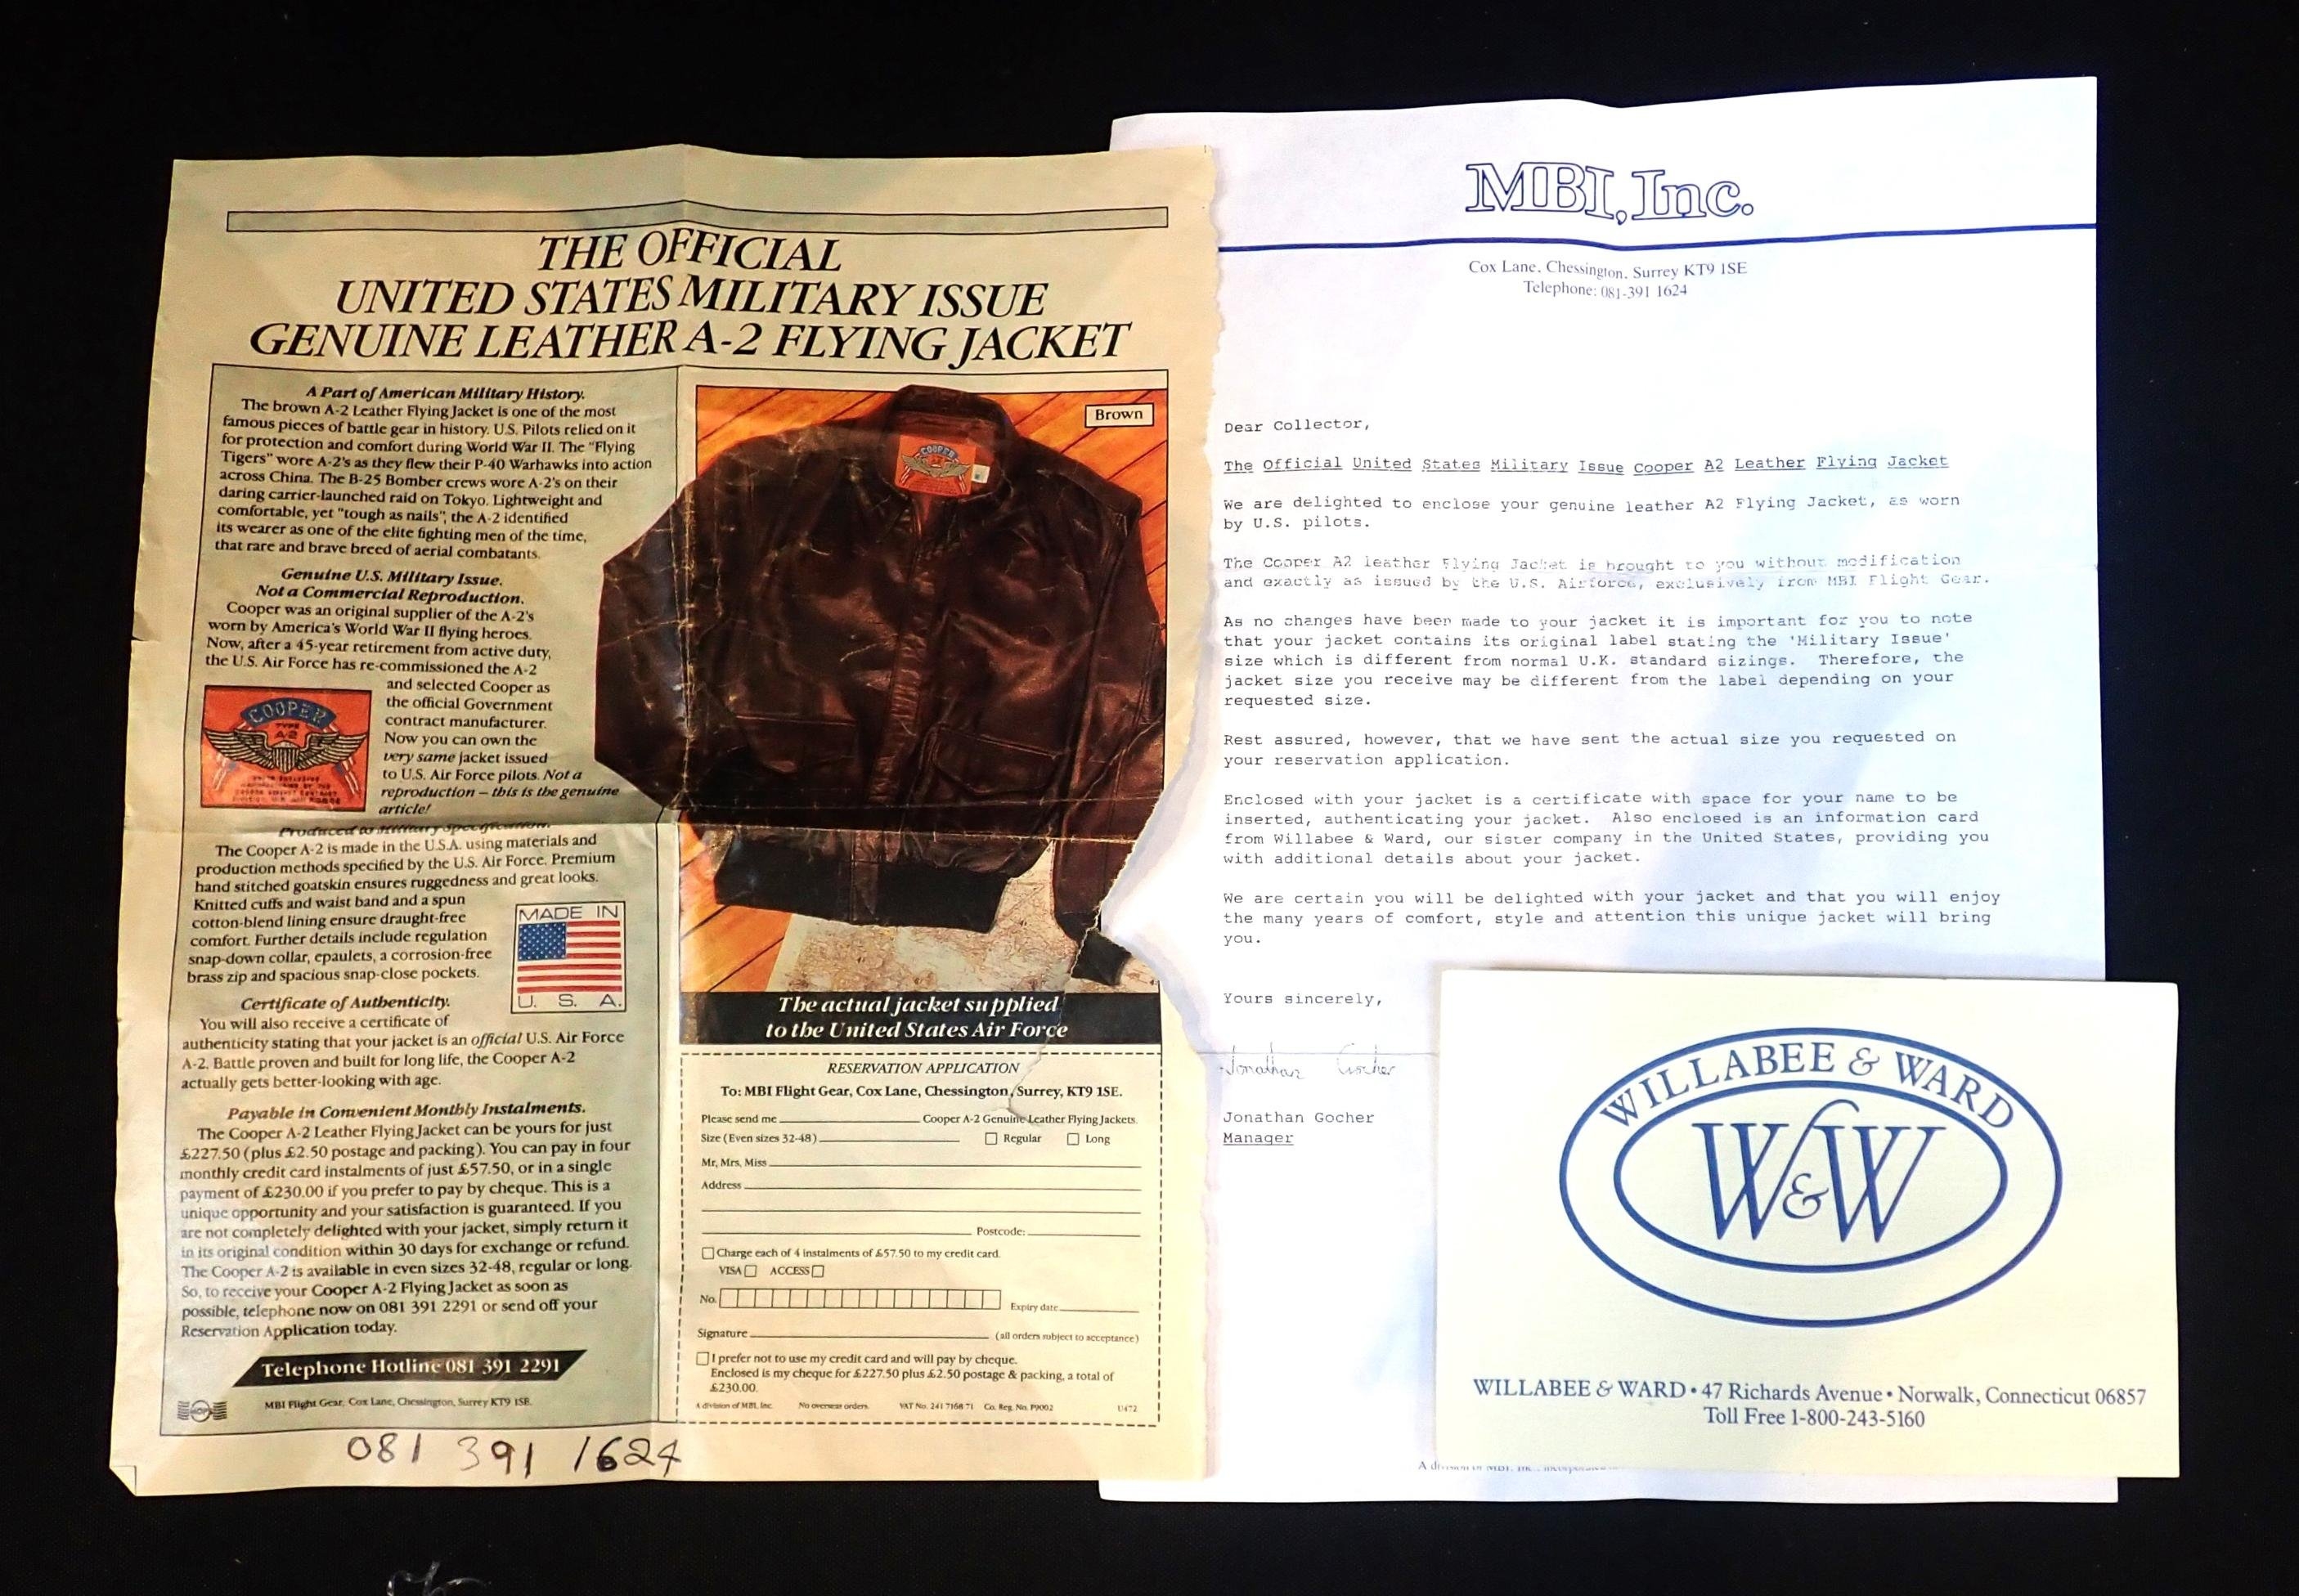 THE OFFICIAL
UNITED STATES MILITARY ISSUE
GENUINE LEATHER A-2 FLYING JACKET
A Part of American Military History.
The brown A-2 Leather Flying Jacket is one of the most
famous pieces of battle gear in history. U.S. Pilots relied on it
for protection and comfort during World War II. The "Flying
Tigers" wore A-2's as they flew their P-40 Warhawks into action
across China. The B-25 Bomber crews wore A-2's on their
daring carrier-launched raid on Tokyo. Lightweight and
comfortable, yet "tough as nails", the A-2 identified
its wearer as one of the elite fighting men of the time,
that rare and brave breed of aerial combatants.
Genuine U.S. Military Issue.
Not a Commercial Reproduction.
Cooper was an original supplier of the A-2's
worn by America's World War II flying heroes.
Now, after a 45-year retirement from active duty,
the U.S. Air Force has re-commissioned the A-2
and selected Cooper as
the official Government
contract manufacturer.
Now you can own the
very same jacket issued
to U.S. Air Force pilots. Not a
reproduction – this is the genuine
article!
COOPER
TYPE
A-2
Produced to Military Specification.
The Cooper A-2 is made in the U.S.A. using materials and
production methods specified by the U.S. Air Force. Premium
hand stitched goatskin ensures ruggedness and great looks.
Knitted cuffs and waist band and a spun
cotton-blend lining ensure draught-free
comfort. Further details include regulation
snap-down collar, epaulets, a corrosion-free
brass zip and spacious snap-close pockets.
MADE IN
U. S. A.
Certificate of Authenticity.
You will also receive a certificate of
authenticity stating that your jacket is an official U.S. Air Force
A-2. Battle proven and built for long life, the Cooper A-2
actually gets better-looking with age.
Payable in Convenient Monthly Instalments.
The Cooper A-2 Leather Flying Jacket can be yours for just
£227.50 (plus £2.50 postage and packing). You can pay in four
monthly credit card instalments of just £57.50, or in a single
payment of £230.00 if you prefer to pay by cheque. This is a
unique opportunity and your satisfaction is guaranteed. If you
are not completely delighted with your jacket, simply return it
in its original condition within 30 days for exchange or refund.
The Cooper A-2 is available in even sizes 32-48, regular or long.
So, to receive your Cooper A-2 Flying Jacket as soon as
possible, telephone now on 081 391 2291 or send off your
Reservation Application today.
Telephone Hotline 081 391 2291
MBI Flight Gear, Cox Lane, Chessington, Surrey KT9 1SE.
081 391 1624
Brown
COOPER
The actual jacket supplied
to the United States Air Force
RESERVATION APPLICATION
To: MBI Flight Gear, Cox Lane, Chessington, Surrey, KT9 1SE.
Please send me Cooper A-2 Genuine Leather Flying Jackets.
Size (Even sizes 32-48) Regular Long
Mr, Mrs, Miss
Address
Postcode:
Charge each of 4 instalments of £57.50 to my credit card.
VISA ACCESS
No. Expiry date
Signature (all orders subject to acceptance)
I prefer not to use my credit card and will pay by cheque.
Enclosed is my cheque for £227.50 plus £2.50 postage & packing, a total of
£230.00.
A division of MBI, Inc. No overseas orders. VAT No. 241 7168 71 Co. Reg. No. F9002 U472
MBI, Inc.
Cox Lane, Chessington, Surrey KT9 1SE
Telephone: 081-391 1624
Dear Collector,
The Official United States Military Issue Cooper A2 Leather Flying Jacket
We are delighted to enclose your genuine leather A2 Flying Jacket, as worn
by U.S. pilots.
The Cooper A2 leather Flying Jacket is brought to you without modification
and exactly as issued by the U.S. Airforce, exclusively from MBI Flight Gear.
As no changes have been made to your jacket it is important for you to note
that your jacket contains its original label stating the 'Military Issue'
size which is different from normal U.K. standard sizings. Therefore, the
jacket size you receive may be different from the label depending on your
requested size.
Rest assured, however, that we have sent the actual size you requested on
your reservation application.
Enclosed with your jacket is a certificate with space for your name to be
inserted, authenticating your jacket. Also enclosed is an information card
from Willabee & Ward, our sister company in the United States, providing you
with additional details about your jacket.
We are certain you will be delighted with your jacket and that you will enjoy
the many years of comfort, style and attention this unique jacket will bring
you.
Yours sincerely,
Jonathan Gocher
Jonathan Gocher
Manager
WILLABEE & WARD
W&W
WILLABEE & WARD • 47 Richards Avenue • Norwalk, Connecticut 06857
Toll Free 1-800-243-5160